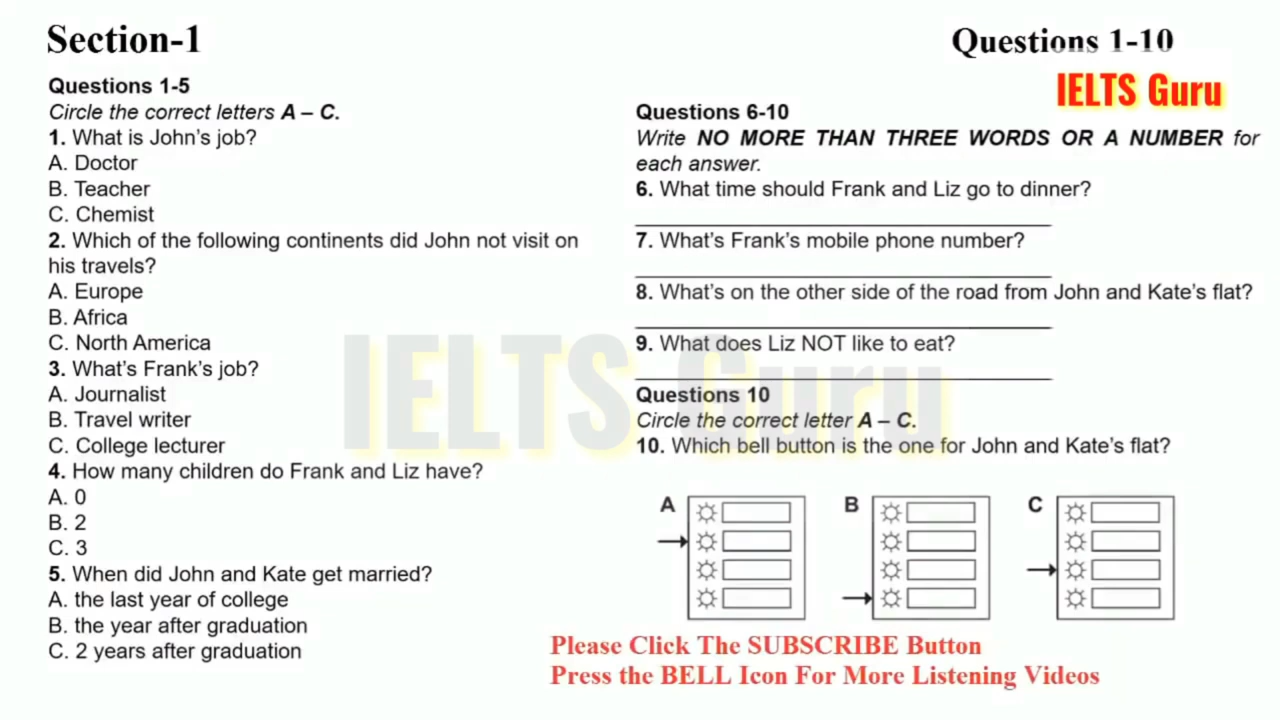 Section-1
Questions 1-10
IELTS Guru
Questions 1-5
Circle the correct letters A – C.
1. What is John's job?
A. Doctor
B. Teacher
C. Chemist
2. Which of the following continents did John not visit on
his travels?
A. Europe
B. Africa
C. North America
3. What's Frank's job?
A. Journalist
B. Travel writer
C. College lecturer
4. How many children do Frank and Liz have?
A. 0
B. 2
C. 3
5. When did John and Kate get married?
A. the last year of college
B. the year after graduation
C. 2 years after graduation
Questions 6-10
Write NO MORE THAN THREE WORDS OR A NUMBER for
each answer.
6. What time should Frank and Liz go to dinner?
7. What's Frank's mobile phone number?
8. What's on the other side of the road from John and Kate's flat?
9. What does Liz NOT like to eat?
Questions 10
Circle the correct letter A – C.
10. Which bell button is the one for John and Kate's flat?
A B C
IELTS Guru
Please Click The SUBSCRIBE Button
Press the BELL Icon For More Listening Videos